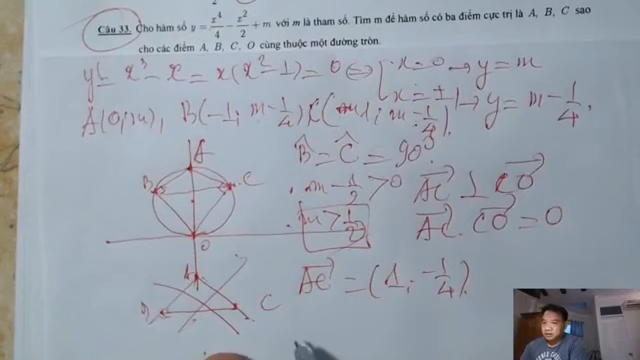 Câu 33. Cho hàm số y = x⁴/4 − x²/2 + m với m là tham số. Tìm m để hàm số có ba điểm cực trị là A, B, C sao
cho các điểm A, B, C, O cùng thuộc một đường tròn.
y' = x³ − x = x(x² − 1) = 0 ⇔ [ x = 0 → y = m
x = ±1 → y = m − 1/4.
A(0; m), B(−1; m − 1/4), C( 1; m − 1/4).
B̂ = Ĉ = 90°.
m − 1/2 > 0
m > 1/2
AC ⊥ CO
AC . CO = 0
AC = (1; −1/4).
A
B
C
O
A
C